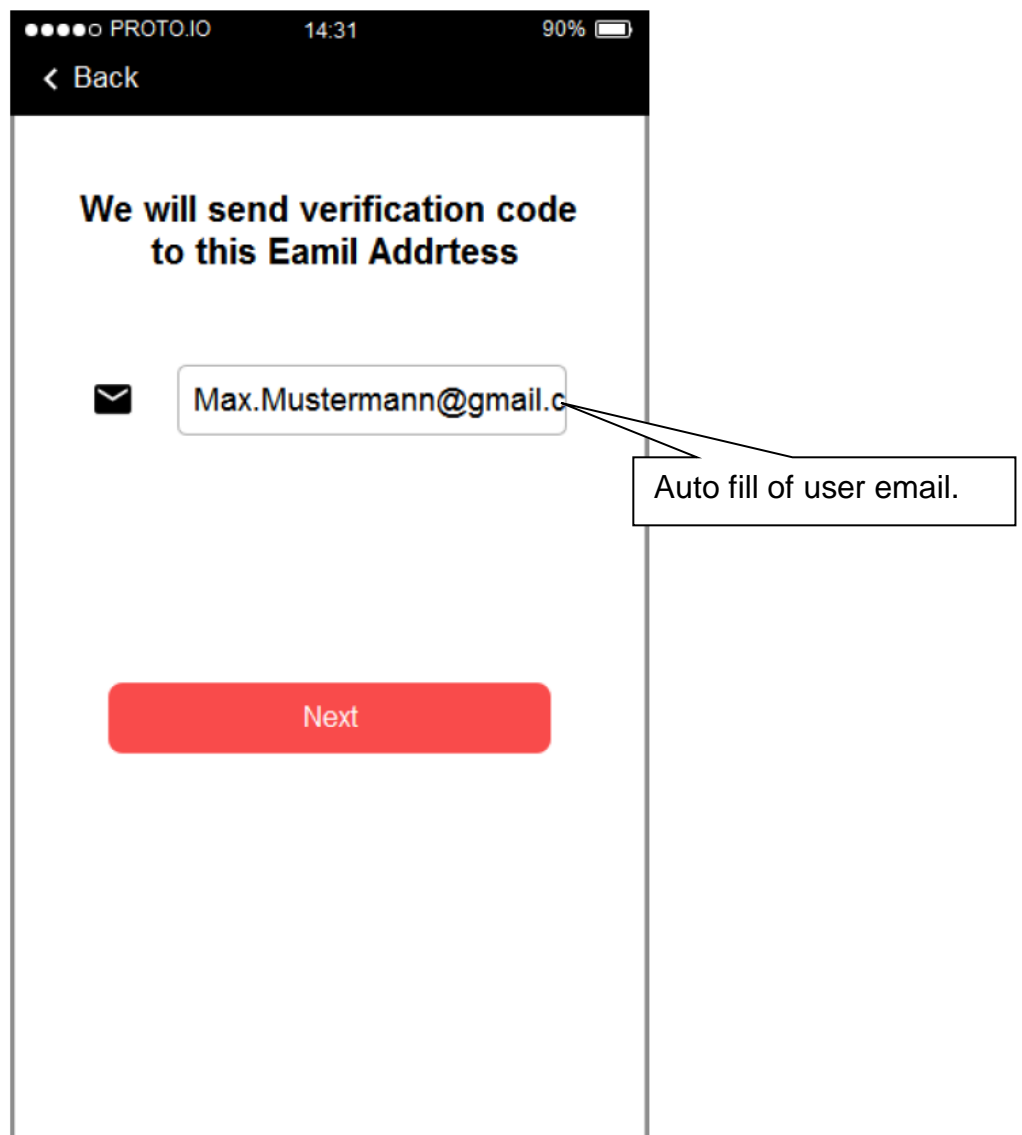 PROTO.IO 14:31 90%
Back
We will send verification code
to this Eamil Addrtess
Max.Mustermann@gmail.c
Auto fill of user email.
Next